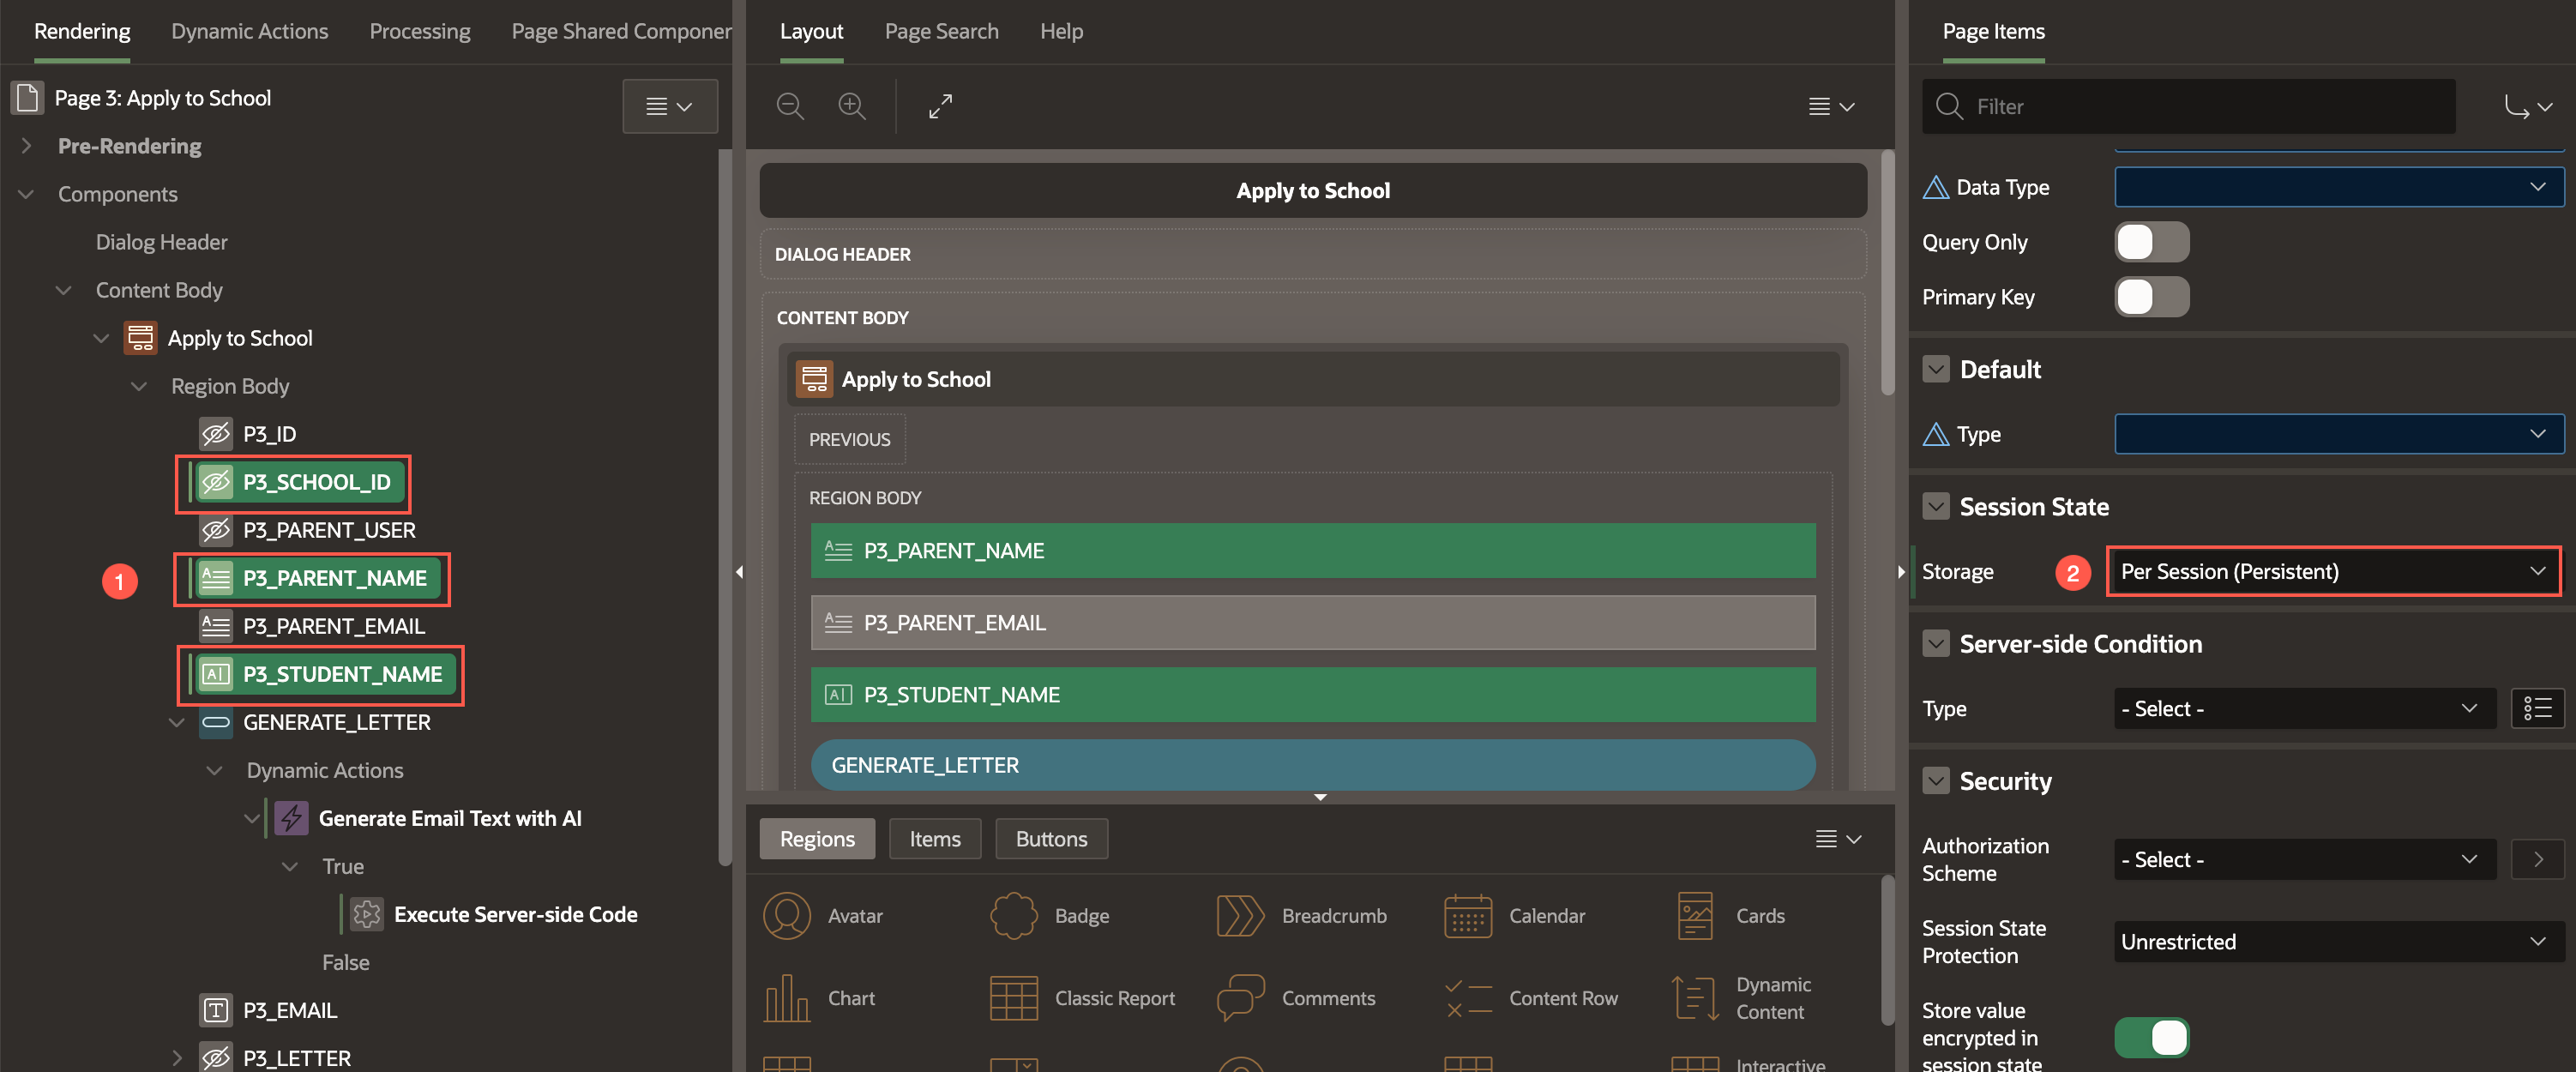 Rendering
Dynamic Actions
Processing
Page Shared Componer
Page 3: Apply to School
Pre-Rendering
Components
Dialog Header
Content Body
Apply to School
Region Body
P3_ID
P3_SCHOOL_ID
P3_PARENT_USER
1
P3_PARENT_NAME
P3_PARENT_EMAIL
P3_STUDENT_NAME
GENERATE_LETTER
Dynamic Actions
Generate Email Text with AI
True
Execute Server-side Code
False
P3_EMAIL
P3_LETTER
Layout
Page Search
Help
Apply to School
DIALOG HEADER
CONTENT BODY
Apply to School
PREVIOUS
REGION BODY
P3_PARENT_NAME
P3_PARENT_EMAIL
P3_STUDENT_NAME
GENERATE_LETTER
Regions
Items
Buttons
Avatar
Badge
Breadcrumb
Calendar
Cards
Chart
Classic Report
Comments
Content Row
Dynamic
Content
Interactive
Page Items
Filter
Data Type
Query Only
Primary Key
Default
Type
Session State
Storage
2
Per Session (Persistent)
Server-side Condition
Type
- Select -
Security
Authorization
Scheme
- Select -
Session State
Protection
Unrestricted
Store value
encrypted in
session state